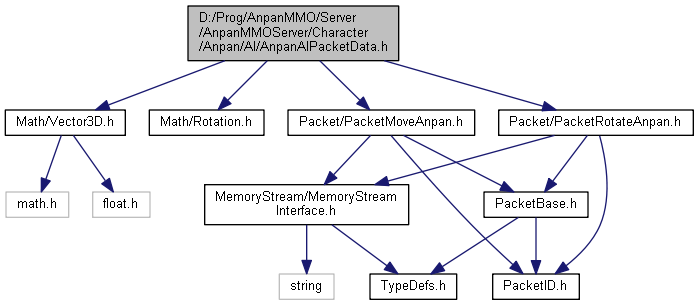 D:/Prog/AnpanMMO/Server
/AnpanMMOServer/Character
/Anpan/AI/AnpanAIPacketData.h
Math/Vector3D.h
Math/Rotation.h
Packet/PacketMoveAnpan.h
Packet/PacketRotateAnpan.h
math.h
float.h
MemoryStream/MemoryStream
Interface.h
PacketBase.h
string
TypeDefs.h
PacketID.h